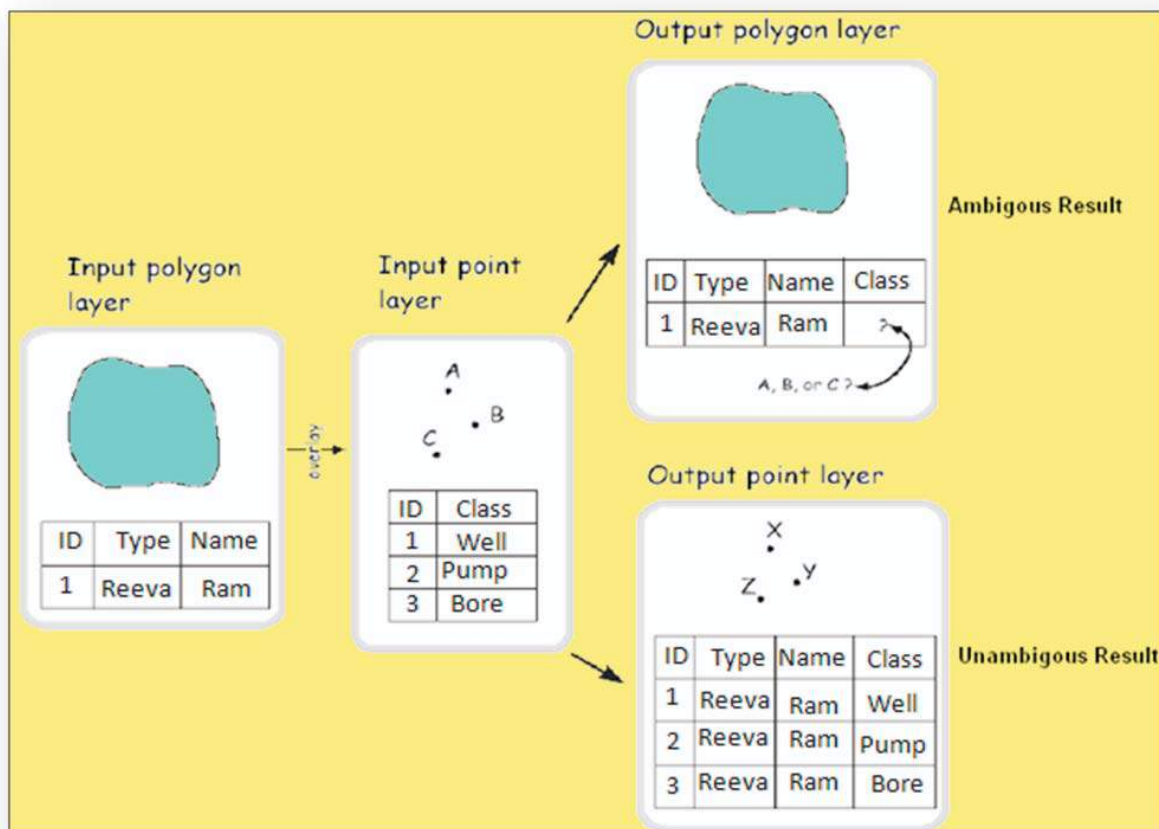 Input polygon
layer
ID Type Name
1 Reeva Ram
overlay
Input point
layer
A
B
C
ID Class
1 Well
2 Pump
3 Bore
Output polygon layer
ID Type Name Class
1 Reeva Ram ?
A, B, or C ?
Ambigous Result
Output point layer
X
Y
Z
ID Type Name Class
1 Reeva Ram Well
2 Reeva Ram Pump
3 Reeva Ram Bore
Unambigous Result